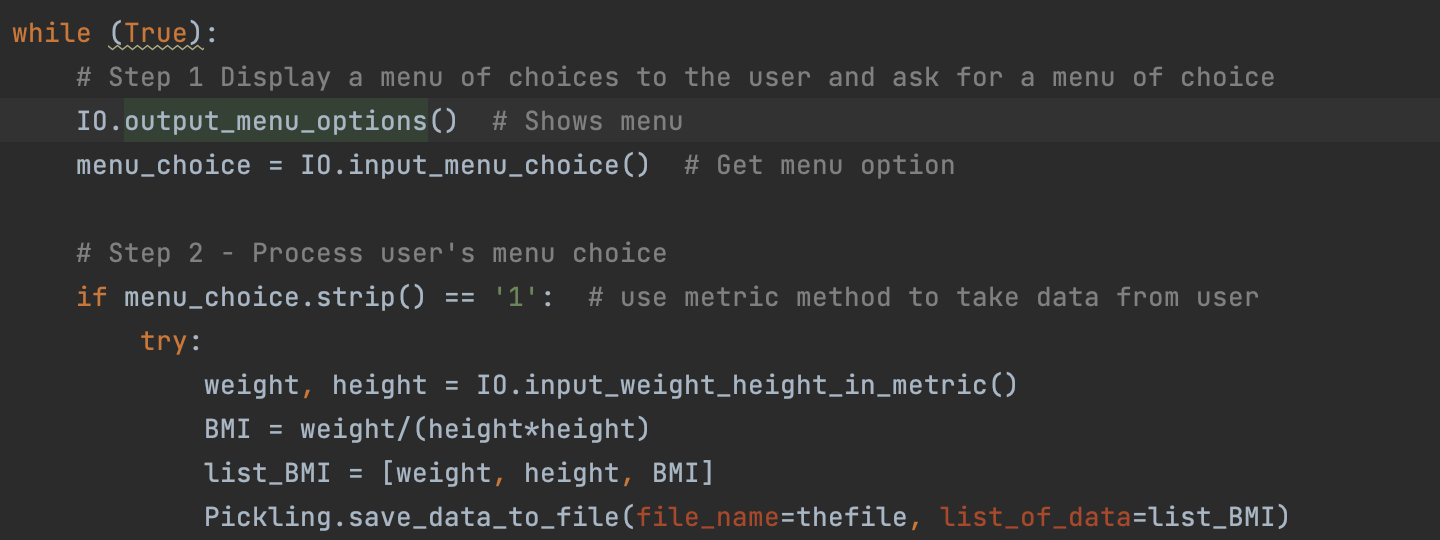 while (True):
    # Step 1 Display a menu of choices to the user and ask for a menu of choice
    IO.output_menu_options()  # Shows menu
    menu_choice = IO.input_menu_choice()  # Get menu option
    # Step 2 - Process user's menu choice
    if menu_choice.strip() == '1':  # use metric method to take data from user
        try:
            weight, height = IO.input_weight_height_in_metric()
            BMI = weight/(height*height)
            list_BMI = [weight, height, BMI]
            Pickling.save_data_to_file(file_name=thefile, list_of_data=list_BMI)